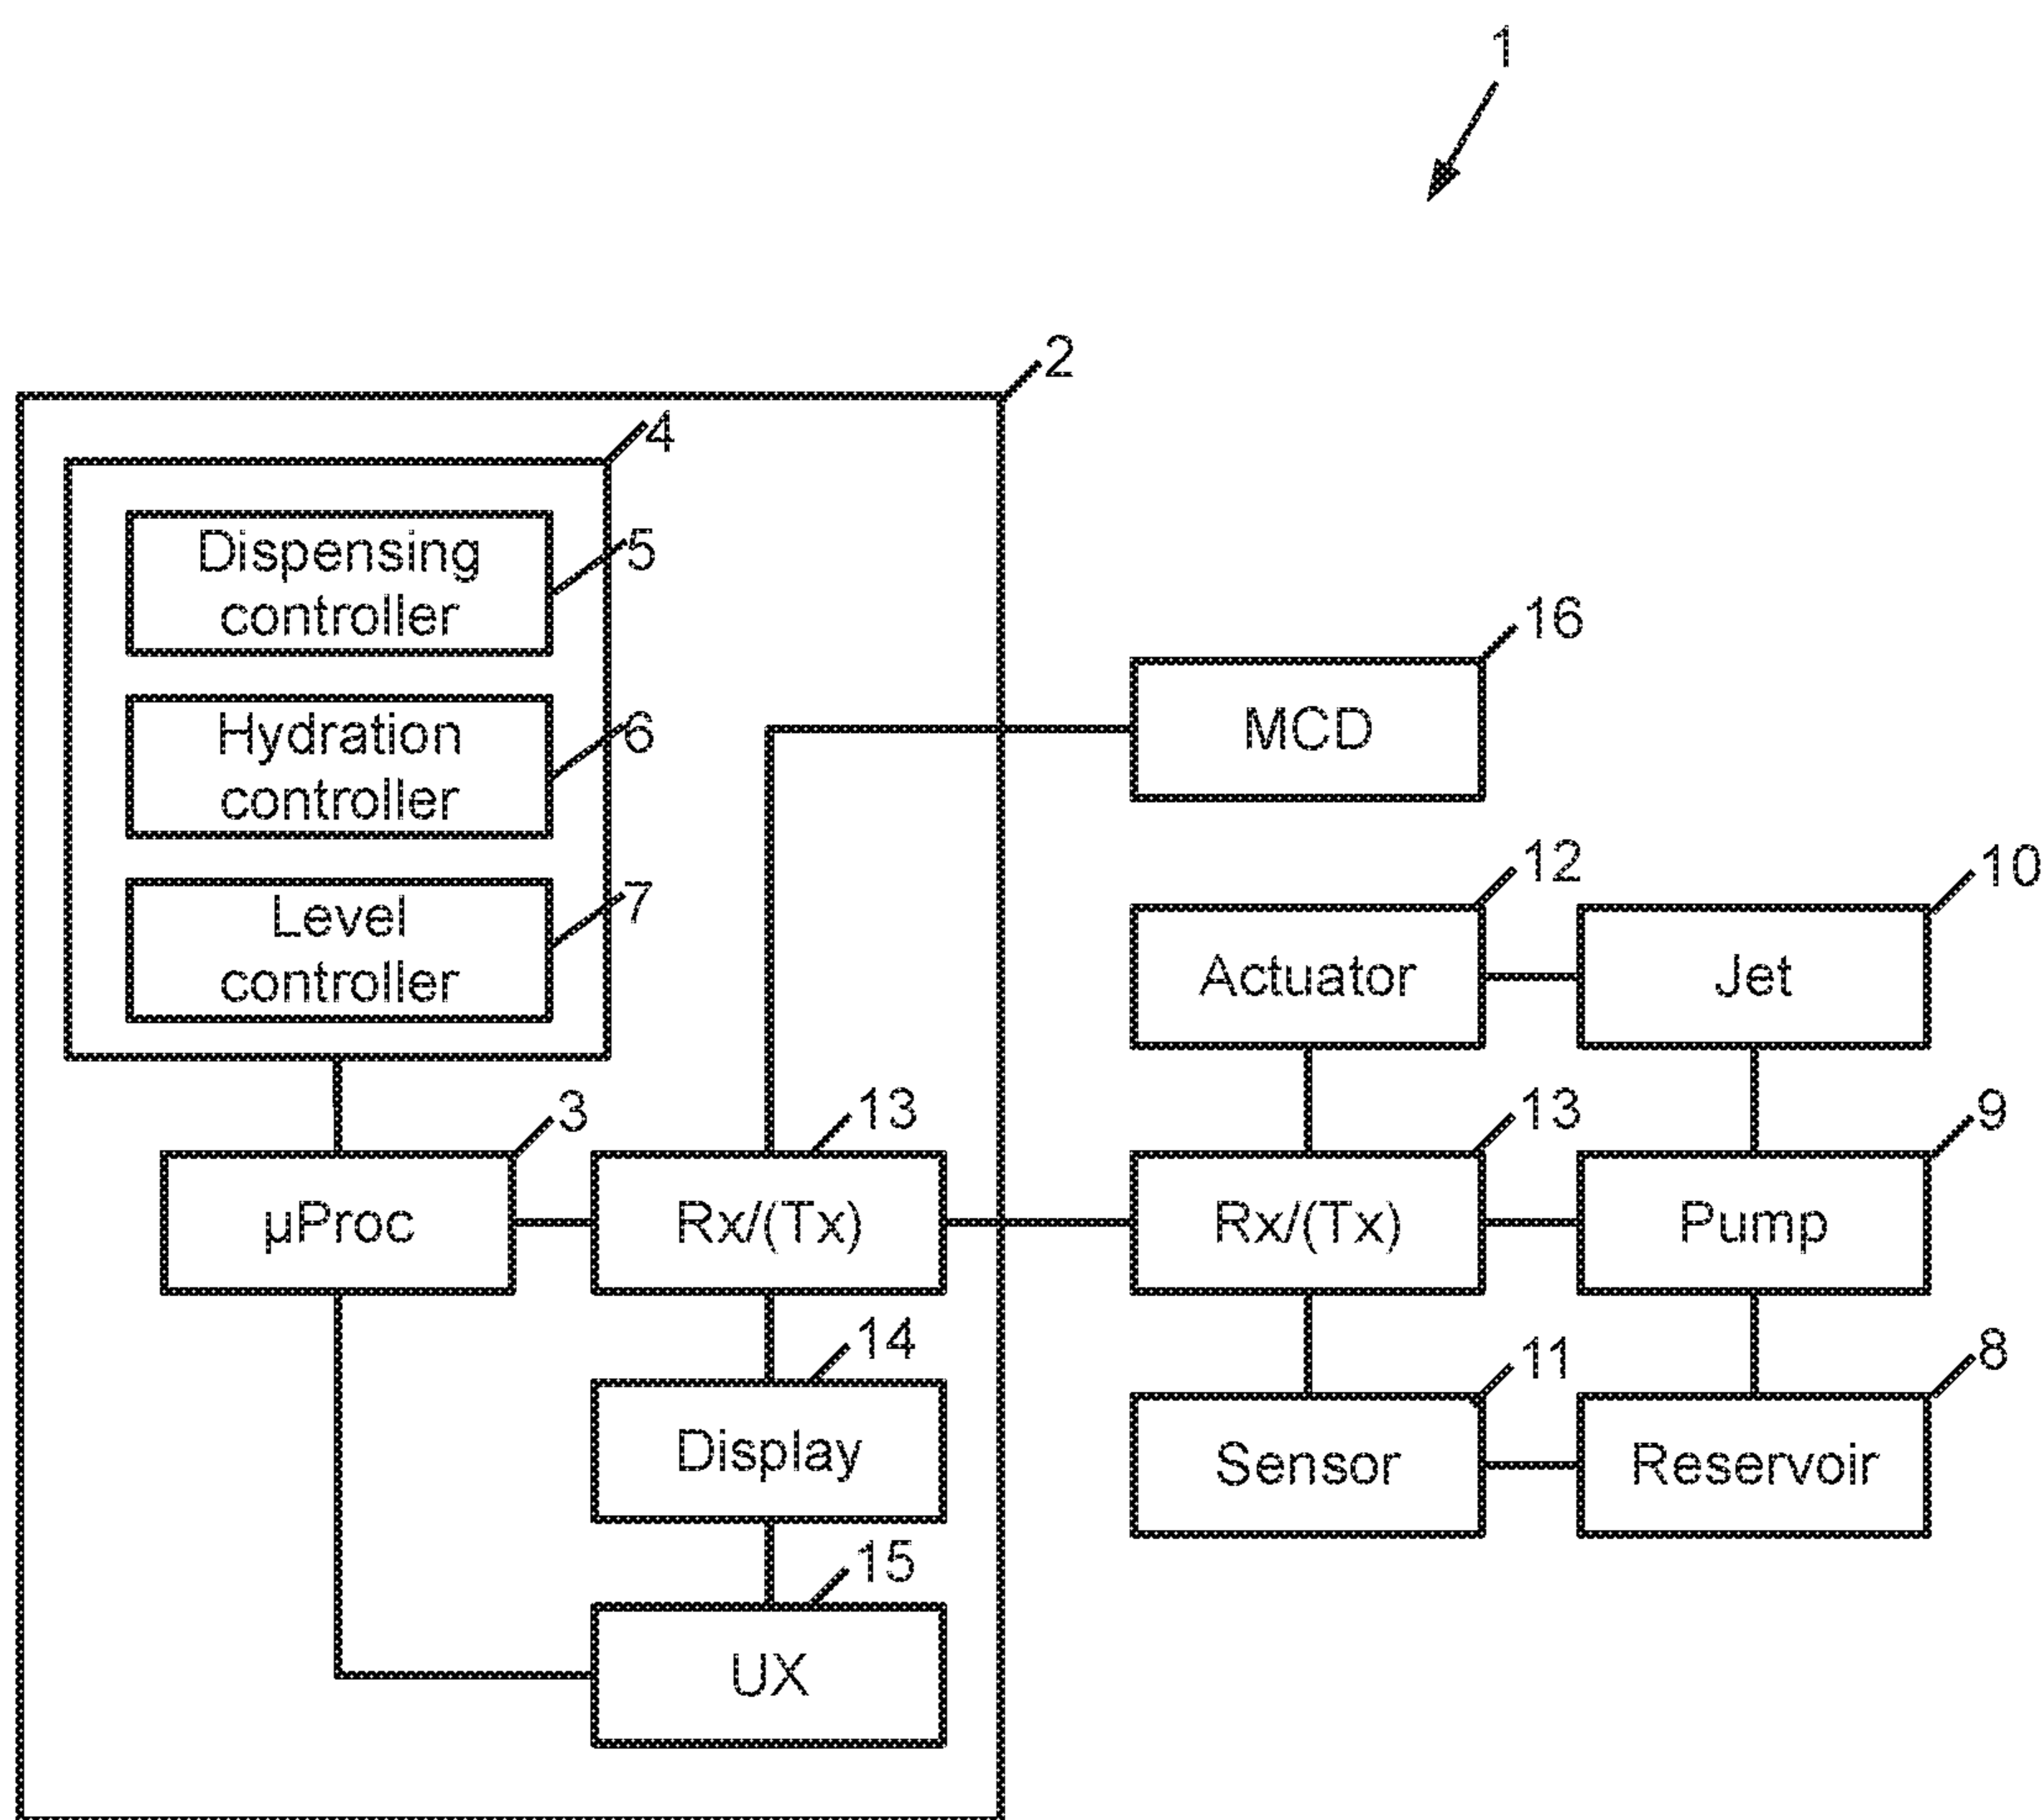 1
2
4
Dispensing
controller
5
Hydration
controller
6
Level
controller
7
16
MCD
12
Actuator
10
Jet
3
µProc
13
Rx/(Tx)
13
Rx/(Tx)
9
Pump
14
Display
11
Sensor
8
Reservoir
15
UX